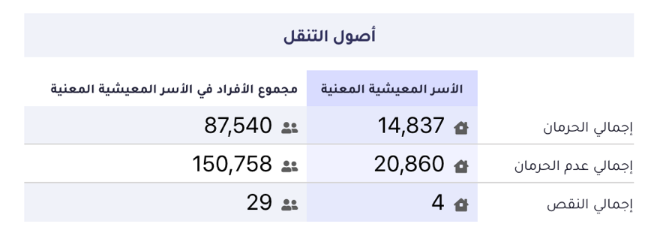 أصول التنقل
الأسر المعيشية المعنية مجموع الأفراد في الأسر المعيشية المعنية
إجمالي الحرمان 14,837 87,540
إجمالي عدم الحرمان 20,860 150,758
إجمالي النقص 4 29